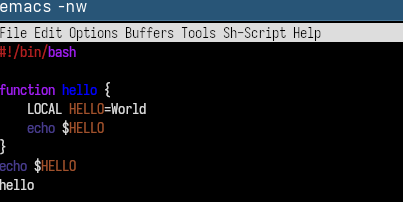 emacs -nw
File Edit Options Buffers Tools Sh-Script Help
#!/bin/bash
function hello {
    LOCAL HELLO=World
    echo $HELLO
}
echo $HELLO
hello